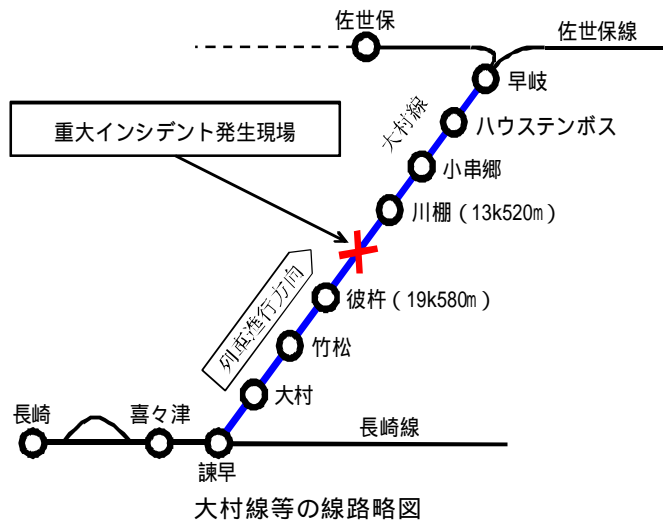 佐世保
佐世保線
早岐
重大インシデント発生現場
大村線
ハウステンボス
小串郷
川棚（13k520m）
列車進行方向
彼杵（19k580m）
竹松
大村
長崎
喜々津
長崎線
諫早
大村線等の線路略図